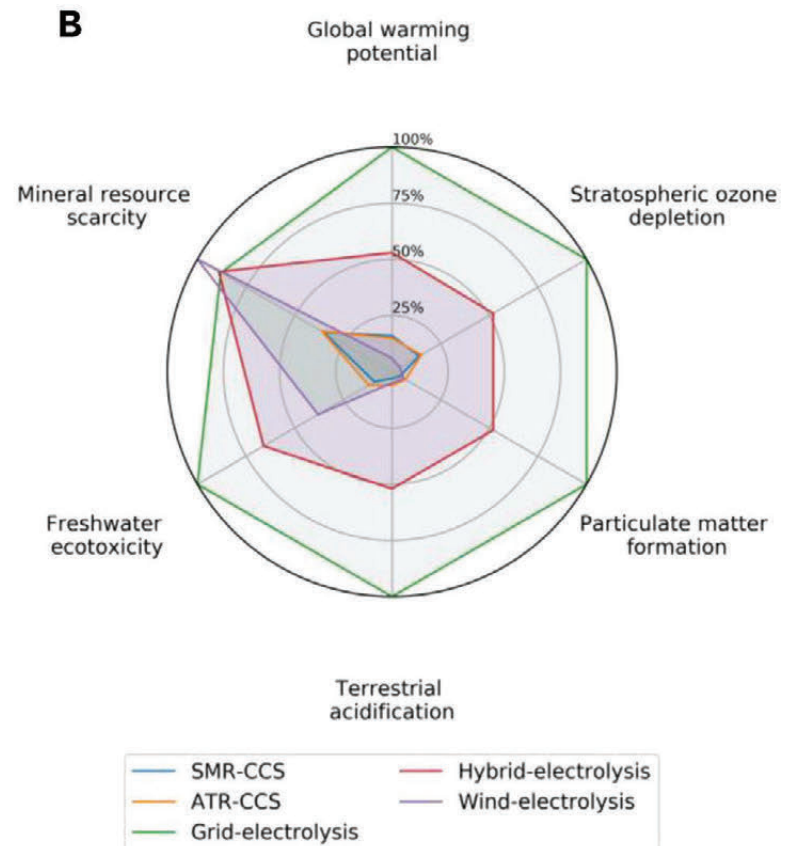 B
Global warming
potential
100%
Mineral resource
scarcity
75%
Stratospheric ozone
depletion
50%
25%
Freshwater
ecotoxicity
Particulate matter
formation
Terrestrial
acidification
SMR-CCS
Hybrid-electrolysis
ATR-CCS
Wind-electrolysis
Grid-electrolysis